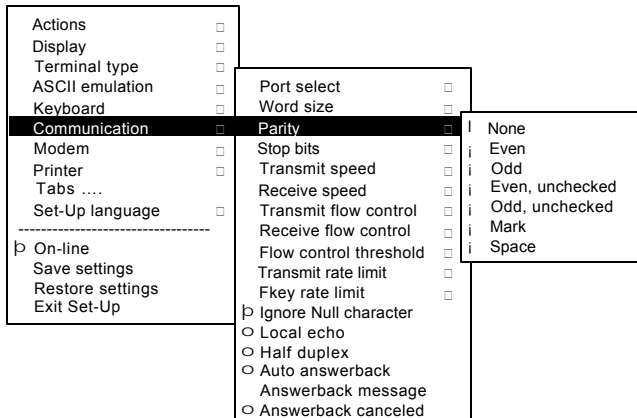 Actions
Display
Terminal type
ASCII emulation
Keyboard
Communication
Modem
Printer
Tabs ....
Set-Up language
----------------------------------
þ On-line
Save settings
Restore settings
Exit Set-Up
Port select
Word size
Parity
Stop bits
Transmit speed
Receive speed
Transmit flow control
Receive flow control
Flow control threshold
Transmit rate limit
Fkey rate limit
þ Ignore Null character
o Local echo
o Half duplex
o Auto answerback
Answerback message
o Answerback canceled
l None
¡ Even
¡ Odd
¡ Even, unchecked
¡ Odd, unchecked
¡ Mark
¡ Space